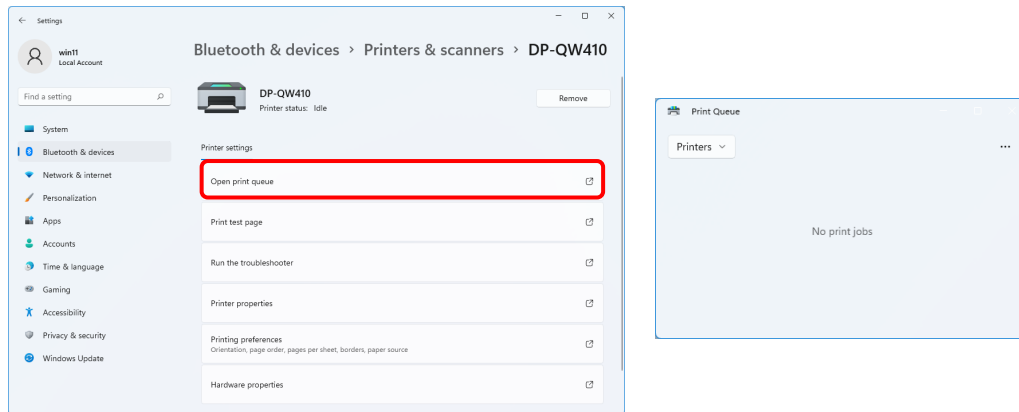 Settings
win11
Local Account
Find a setting
System
Bluetooth & devices
Network & internet
Personalization
Apps
Accounts
Time & language
Gaming
Accessibility
Privacy & security
Windows Update
Bluetooth & devices > Printers & scanners > DP-QW410
DP-QW410
Printer status: Idle
Remove
Printer settings
Open print queue
Print test page
Run the troubleshooter
Printer properties
Printing preferences
Orientation, page order, pages per sheet, borders, paper source
Hardware properties
Print Queue
Printers
No print jobs